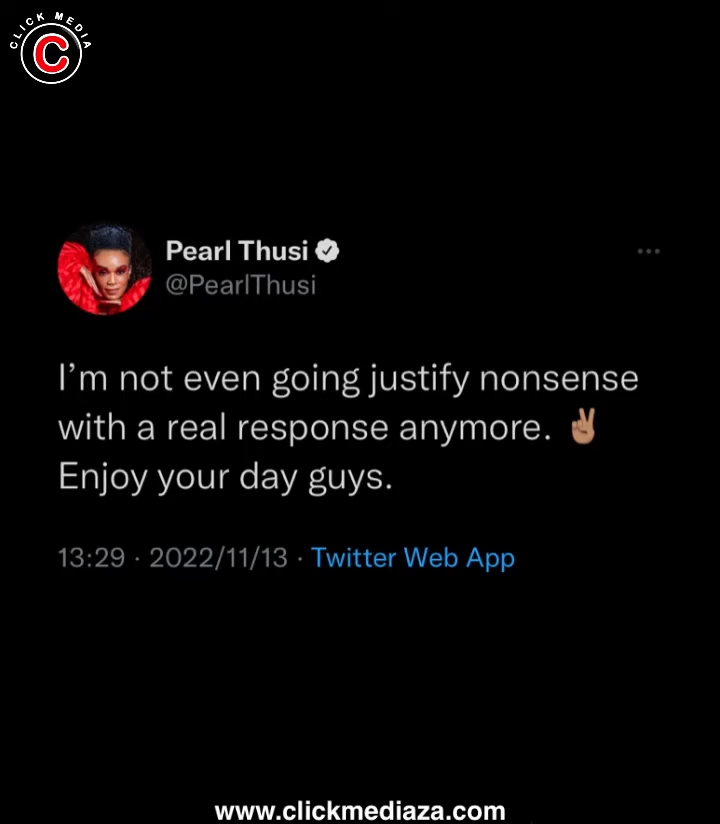 CLICK MEDIA
C
Pearl Thusi
@PearlThusi
I’m not even going justify nonsense
with a real response anymore. ✌🏽
Enjoy your day guys.
13:29 · 2022/11/13 · Twitter Web App
www.clickmediaza.com